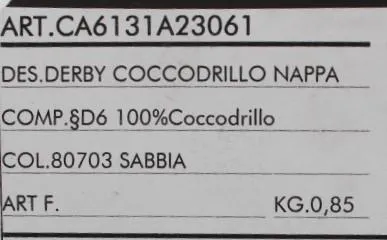 ART.CA6131A23061
DES.DERBY COCCODRILLO NAPPA
COMP.§D6 100%Coccodrillo
COL.80703 SABBIA
ART F. KG.0,85